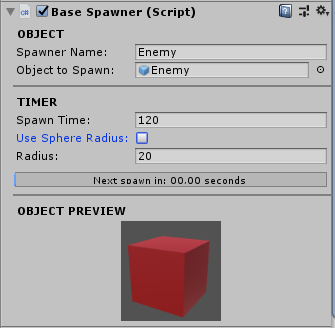 Base Spawner (Script)
OBJECT
Spawner Name: Enemy
Object to Spawn: Enemy
TIMER
Spawn Time: 120
Use Sphere Radius:
Radius: 20
Next spawn in: 00.00 seconds
OBJECT PREVIEW